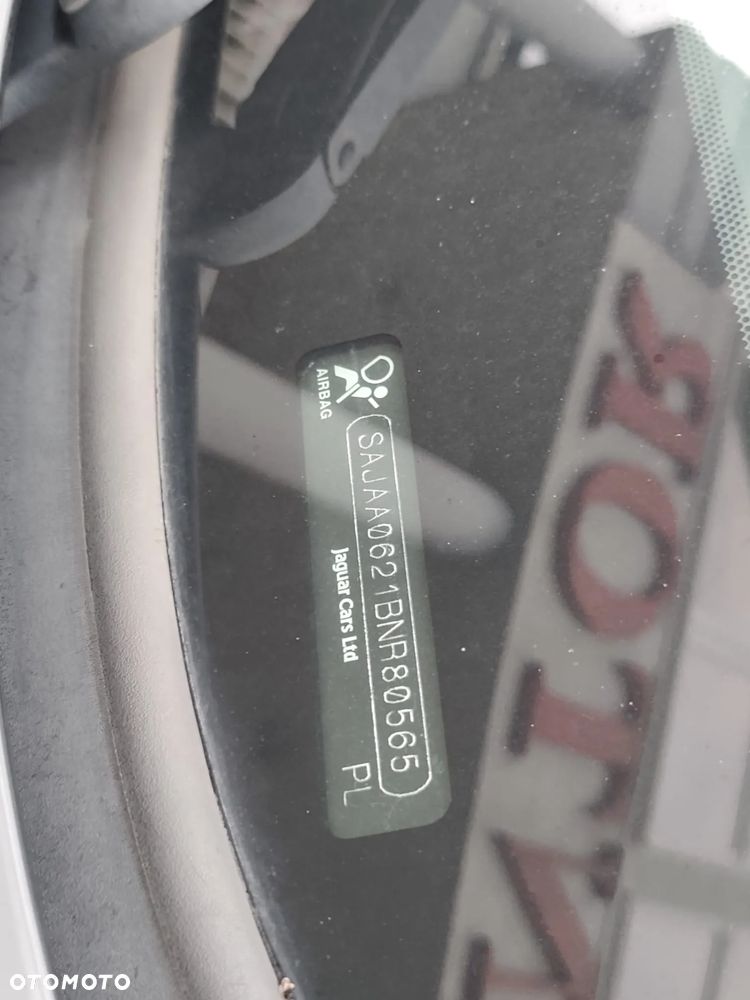 AIRBAG
SAJAA0621BNR80565
Jaguar Cars Ltd
PL
OTOMOTO